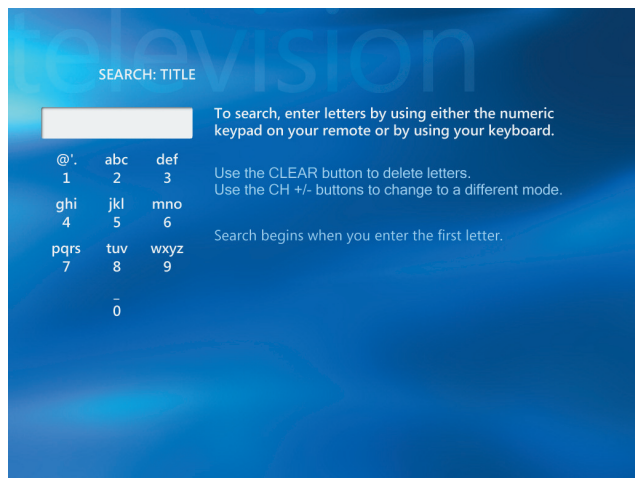 television
SEARCH: TITLE
To search, enter letters by using either the numeric
keypad on your remote or by using your keyboard.
@'. abc def
1 2 3
Use the CLEAR button to delete letters.
Use the CH +/- buttons to change to a different mode.
ghi jkl mno
4 5 6
Search begins when you enter the first letter.
pqrs tuv wxyz
7 8 9
_
0